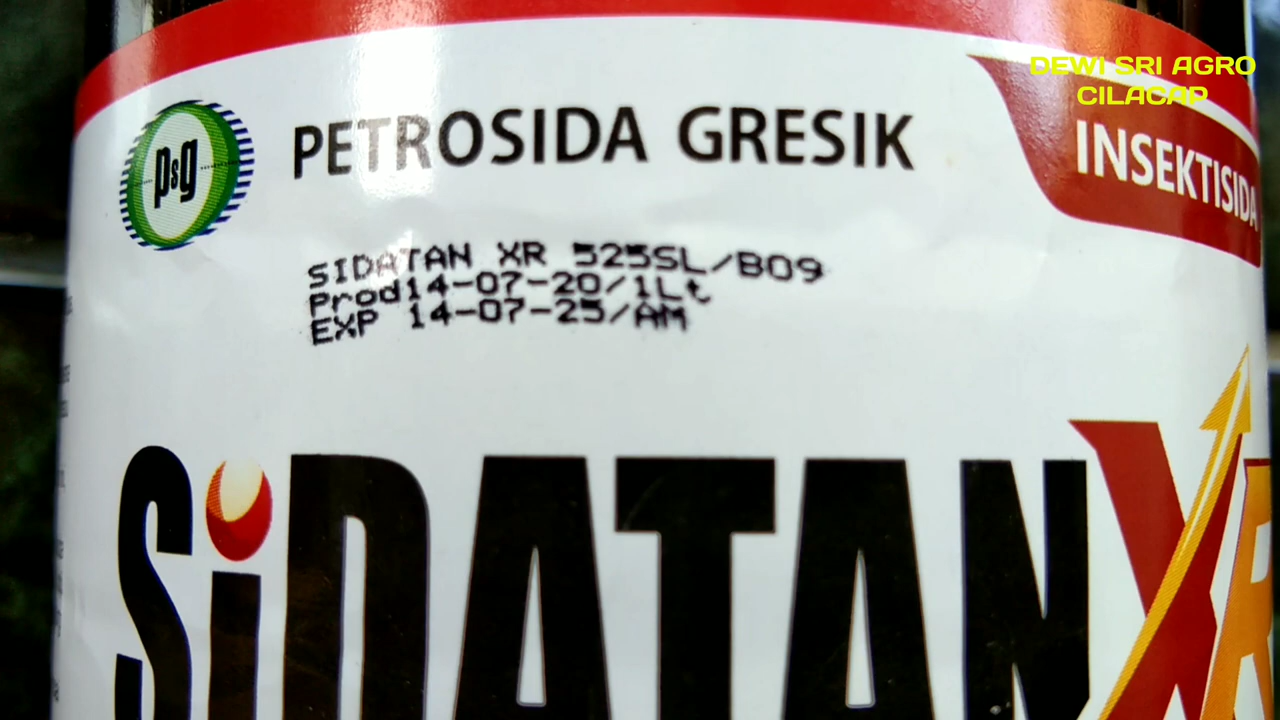 DEWI SRI AGRO
CILACAP
p&g
PETROSIDA GRESIK
INSEKTISIDA
SIDATAN XR 525SL/B09
Prod14-07-20/1Lt
EXP 14-07-25/AM
SiDATAN XR